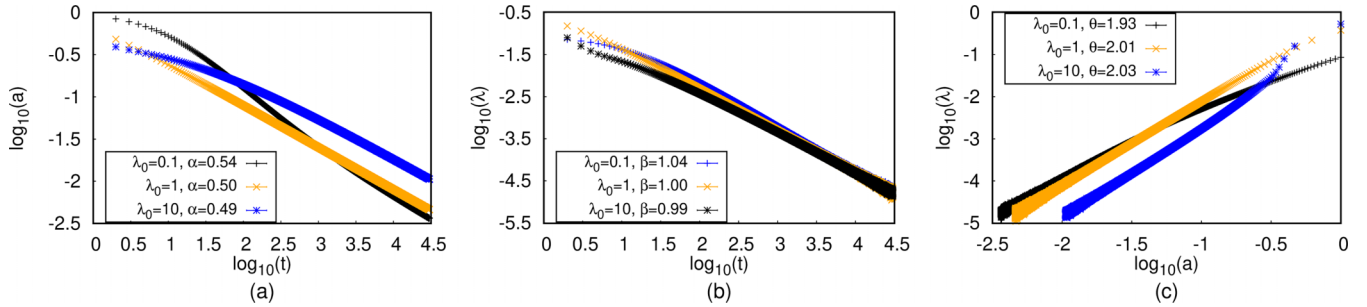 0
-0.5
-1
-1.5
-2
-2.5
0 0.5 1 1.5 2 2.5 3 3.5 4 4.5
log10(a)
log10(t)
λ0=0.1, α=0.54
λ0=1, α=0.50
λ0=10, α=0.49
(a)
-0.5
-1.5
-2.5
-3.5
-4.5
-5.5
0 0.5 1 1.5 2 2.5 3 3.5 4 4.5
log10(λ)
log10(t)
λ0=0.1, β=1.04
λ0=1, β=1.00
λ0=10, β=0.99
(b)
0
-1
-2
-3
-4
-5
-2.5 -2 -1.5 -1 -0.5 0
log10(λ)
log10(a)
λ0=0.1, θ=1.93
λ0=1, θ=2.01
λ0=10, θ=2.03
(c)